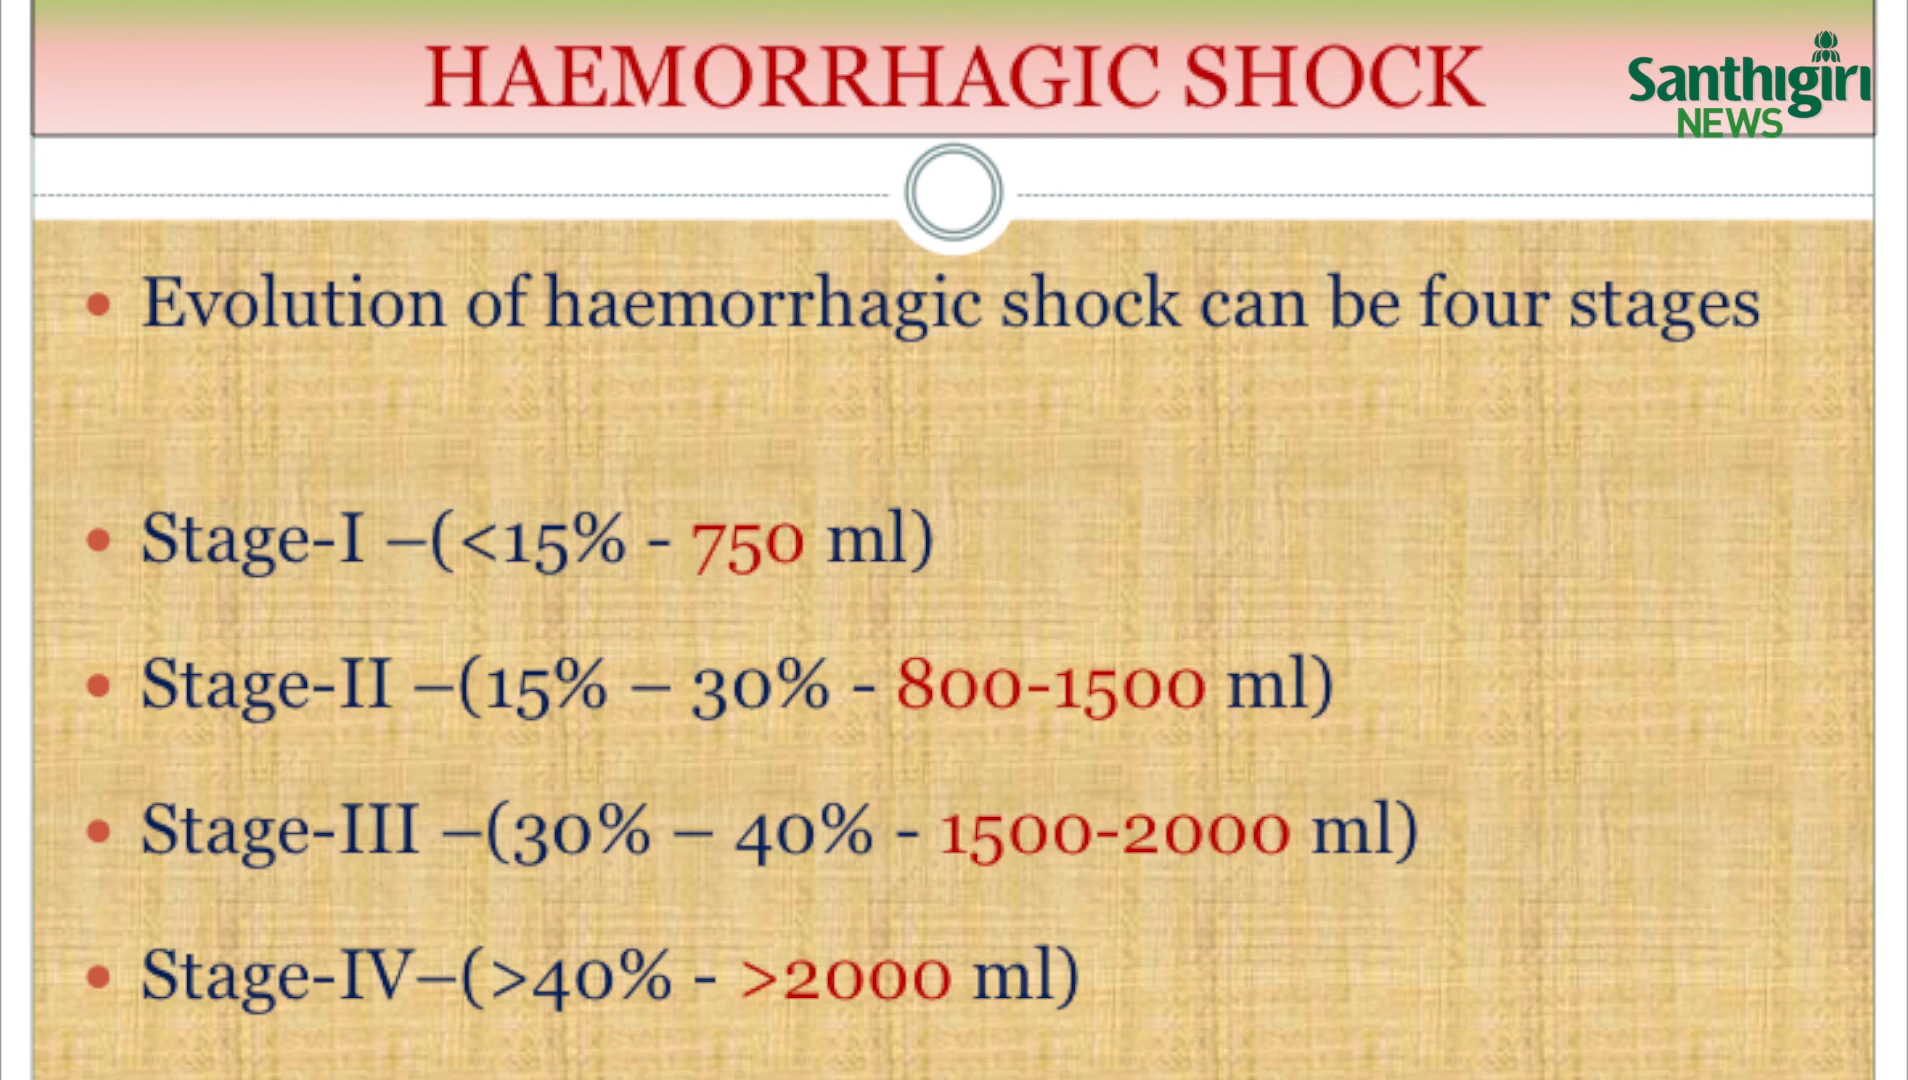 HAEMORRHAGIC SHOCK
Santhigiri
NEWS
• Evolution of haemorrhagic shock can be four stages
• Stage-I –(<15% - 750 ml)
• Stage-II –(15% – 30% - 800-1500 ml)
• Stage-III –(30% – 40% - 1500-2000 ml)
• Stage-IV–(>40% - >2000 ml)